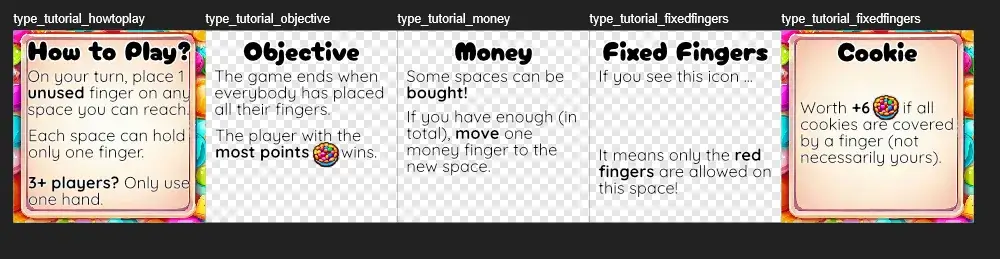 type_tutorial_howtoplay
type_tutorial_objective
type_tutorial_money
type_tutorial_fixedfingers
type_tutorial_fixedfingers
How to Play?
On your turn, place 1
unused finger on any
space you can reach.
Each space can hold
only one finger.
3+ players? Only use
one hand.
Objective
The game ends when
everybody has placed
all their fingers.
The player with the
most points wins.
Money
Some spaces can be
bought!
If you have enough (in
total), move one
money finger to the
new space.
Fixed Fingers
If you see this icon ...
It means only the red
fingers are allowed on
this space!
Cookie
Worth +6 if all
cookies are covered
by a finger (not
necessarily yours).